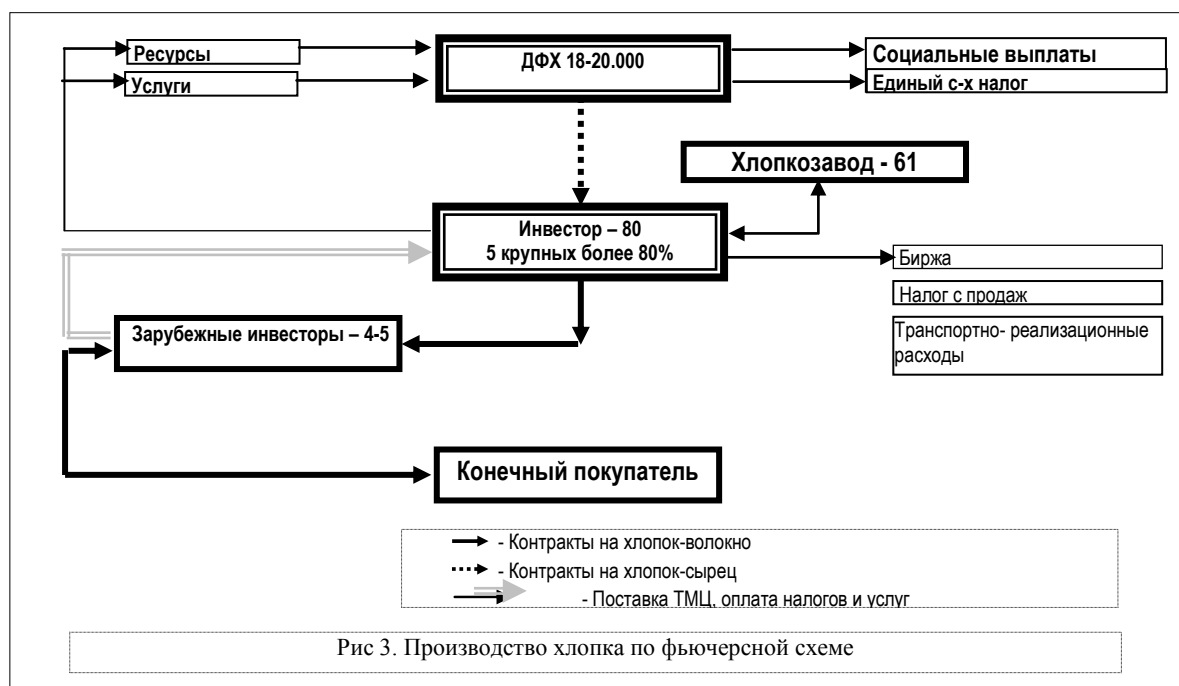 Ресурсы
Услуги
ДФХ 18-20.000
Социальные выплаты
Единый с-х налог
Хлопкозавод - 61
Инвестор – 80
5 крупных более 80%
Биржа
Налог с продаж
Транспортно- реализационные
расходы
Зарубежные инвесторы – 4-5
Конечный покупатель
- Контракты на хлопок-волокно
- Контракты на хлопок-сырец
- Поставка ТМЦ, оплата налогов и услуг
Рис 3. Производство хлопка по фьючерсной схеме